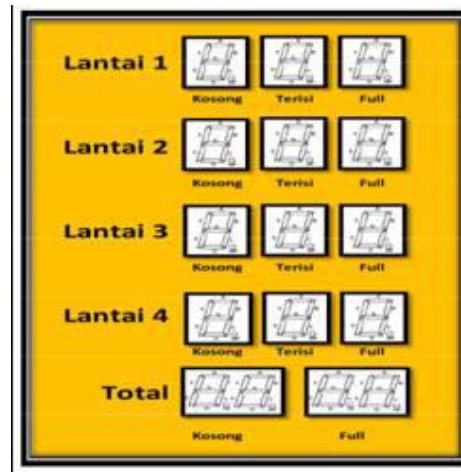 Lantai 1
Kosong Terisi Full
Lantai 2
Kosong Terisi Full
Lantai 3
Kosong Terisi Full
Lantai 4
Kosong Terisi Full
Total
Kosong Full